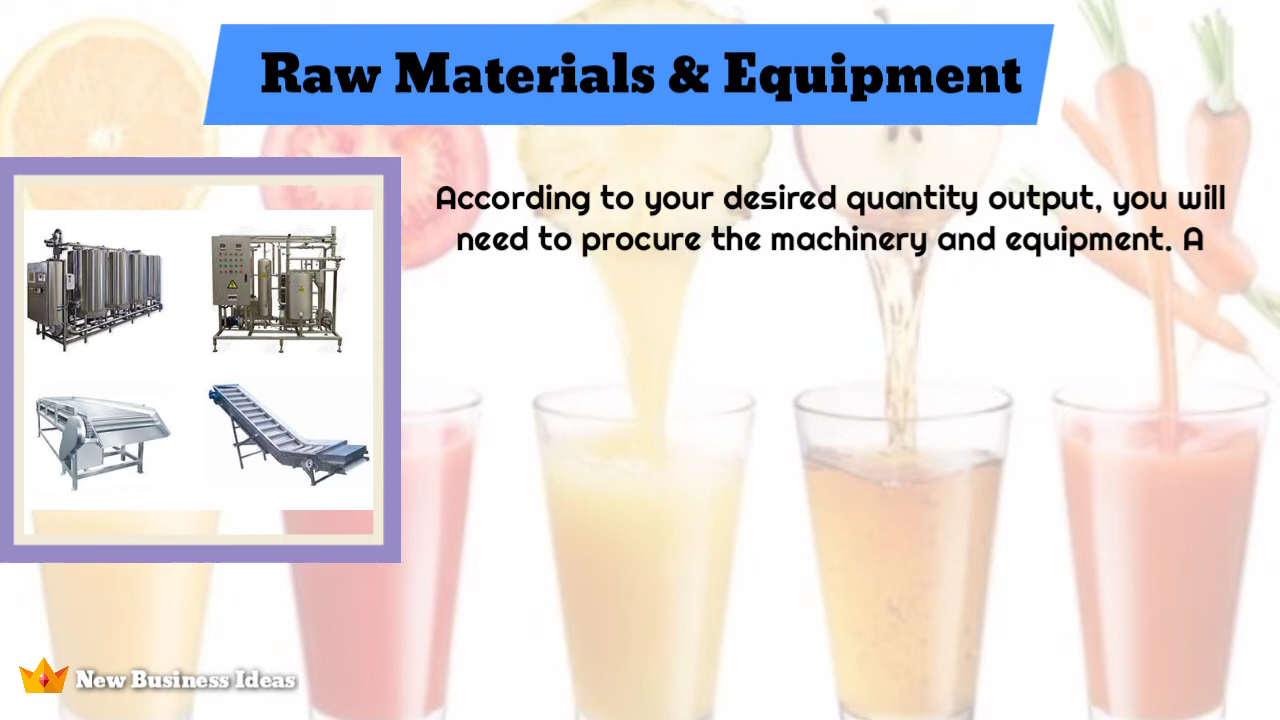 Raw Materials & Equipment
According to your desired quantity output, you will
need to procure the machinery and equipment. A
New Business Ideas